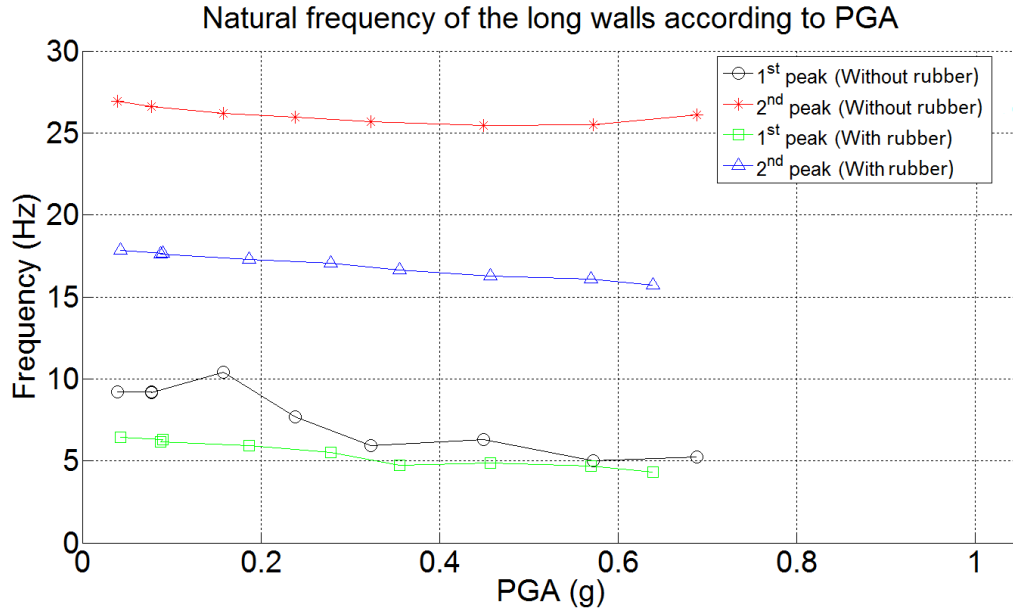 Natural frequency of the long walls according to PGA
30
25
20
15
10
5
0
Frequency (Hz)
1st peak (Without rubber)
2nd peak (Without rubber)
1st peak (With rubber)
2nd peak (With rubber)
0 0.2 0.4 0.6 0.8 1
PGA (g)